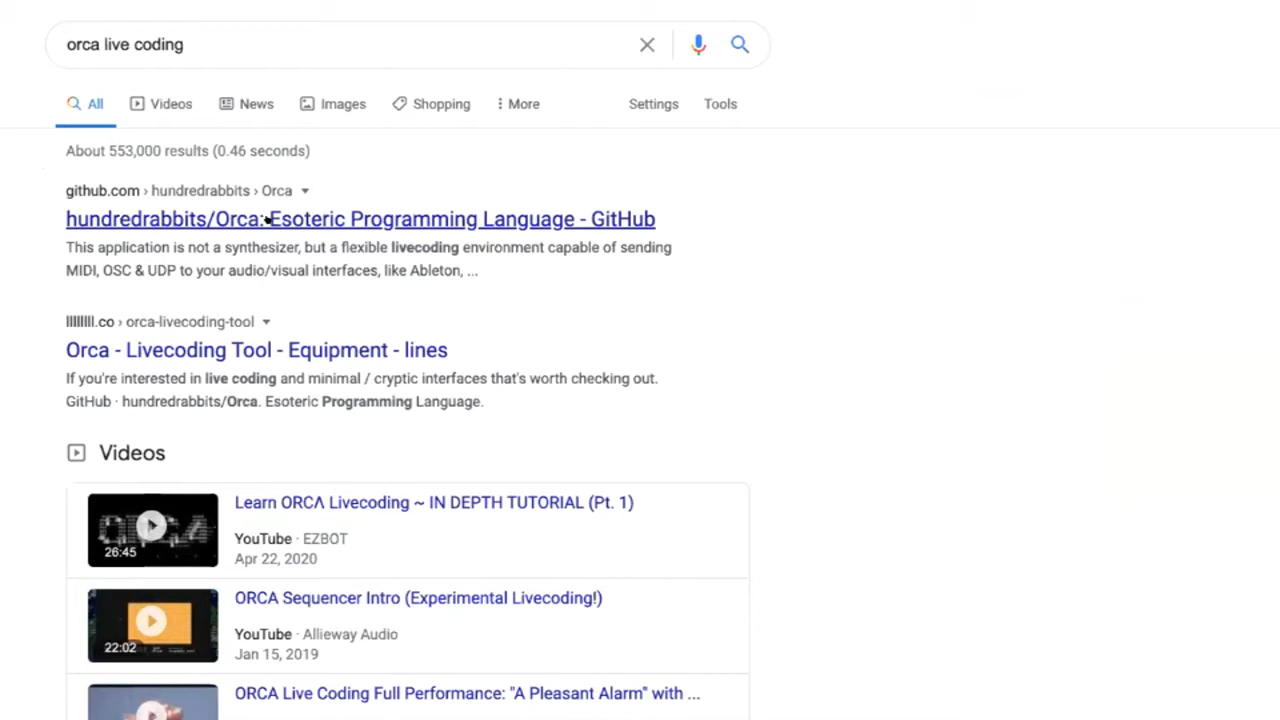 orca live coding
All Videos News Images Shopping More Settings Tools
About 553,000 results (0.46 seconds)
github.com › hundredrabbits › Orca
hundredrabbits/Orca: Esoteric Programming Language - GitHub
This application is not a synthesizer, but a flexible livecoding environment capable of sending
MIDI, OSC & UDP to your audio/visual interfaces, like Ableton, ...
llllllll.co › orca-livecoding-tool
Orca - Livecoding Tool - Equipment - lines
If you're interested in live coding and minimal / cryptic interfaces that's worth checking out.
GitHub · hundredrabbits/Orca. Esoteric Programming Language.
Videos
Learn ORCΛ Livecoding ~ IN DEPTH TUTORIAL (Pt. 1)
ORCA
YouTube · EZBOT
26:45
Apr 22, 2020
ORCA Sequencer Intro (Experimental Livecoding!)
YouTube · Allieway Audio
22:02
Jan 15, 2019
ORCA Live Coding Full Performance: "A Pleasant Alarm" with ...